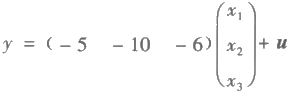 y = (－5 －10 －6) (x₁ x₂ x₃) + u